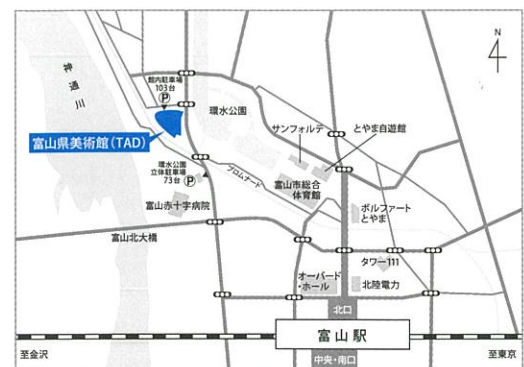 N
神通川
館内駐車場
103台
P
環水公園
サンフォルテ
とやま自遊館
富山県美術館(TAD)
環水公園
立体駐車場
73台
P
プロムナード
富山市総合
体育館
富山赤十字病院
ボルファート
とやま
富山北大橋
タワー111
オーバード
・ホール
北陸電力
北口
富山駅
至金沢
中央・南口
至東京